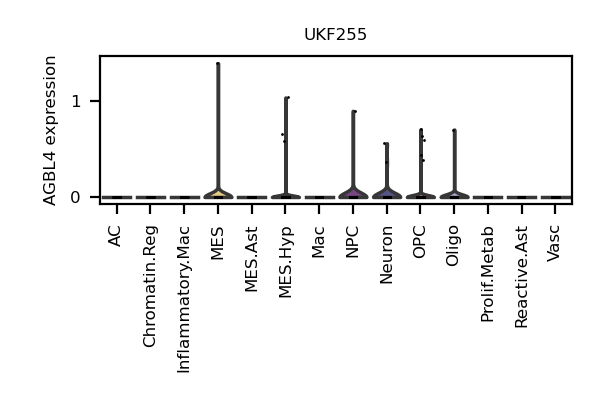 UKF255
AGBL4 expression
1
0
AC
Chromatin.Reg
Inflammatory.Mac
MES
MES.Ast
MES.Hyp
Mac
NPC
Neuron
OPC
Oligo
Prolif.Metab
Reactive.Ast
Vasc